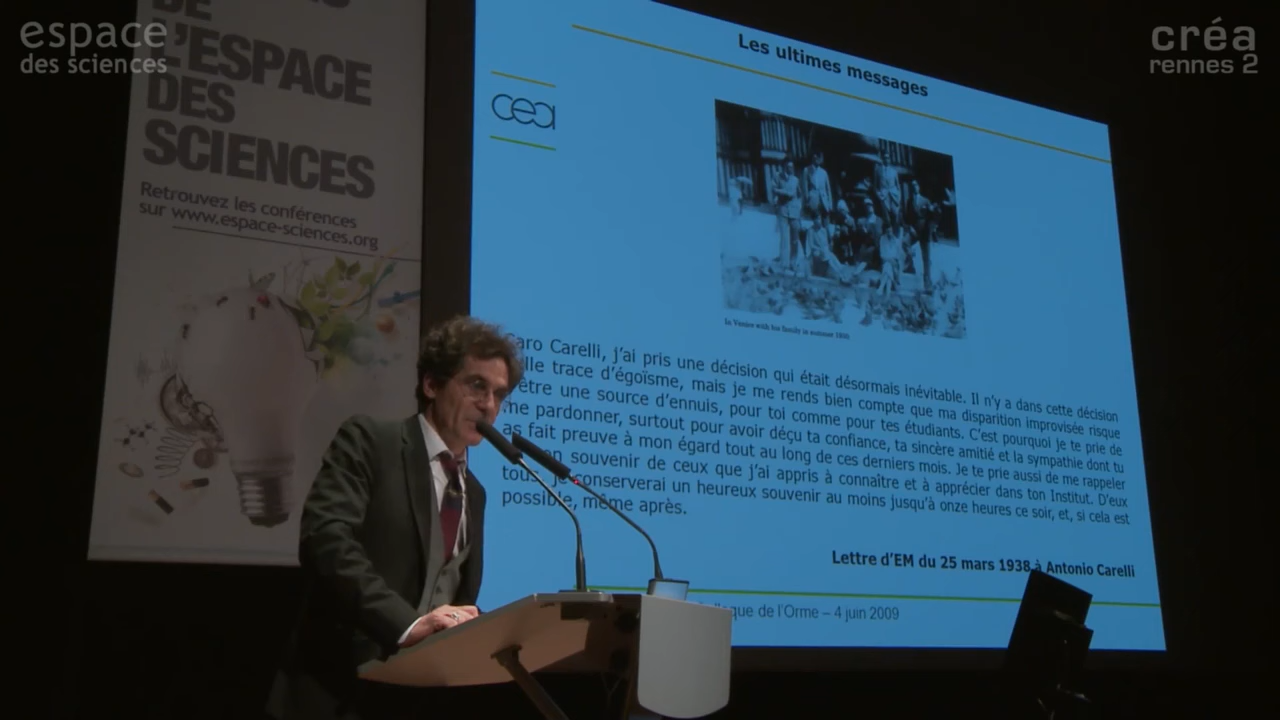 espace
des sciences
DE
L'ESPACE
DES
SCIENCES
Retrouvez les conférences
sur www.espace-sciences.org
créa
rennes 2
Les ultimes messages
cea
In Venice with his family in summer
Caro Carelli, j'ai pris une décision qui était désormais inévitable. Il n'y a dans cette décision
trace d'égoïsme, mais je me rends bien compte que ma disparition improvisée risque
être une source d'ennuis, pour toi comme pour tes étudiants. C'est pourquoi je te prie de
me pardonner, surtout pour avoir déçu ta confiance, ta sincère amitié et la sympathie dont tu
as fait preuve à mon égard tout au long de ces derniers mois. Je te prie aussi de me rappeler
souvenir de ceux que j'ai appris à connaître et à apprécier dans ton Institut. D'eux
tous, je conserverai un heureux souvenir au moins jusqu'à onze heures ce soir, et, si cela est
possible, même après.
Lettre d'EM du 25 mars 1938 à Antonio Carelli
de l'Orme – 4 juin 2009